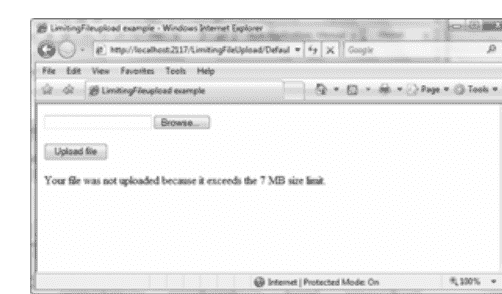 LimitingFileupload example - Windows Internet Explorer
http://localhost:2117/LimitingFileUpload/Defaul
Google
File Edit View Favorites Tools Help
LimitingFileupload example
Page Tools
Browse...
Upload file
Your file was not uploaded because it exceeds the 7 MB size limit.
Internet | Protected Mode: On
100%